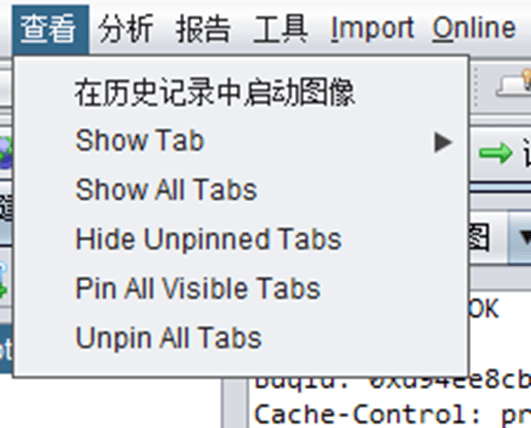 查看 分析 报告 工具 Import Online
在历史记录中启动图像
Show Tab
Show All Tabs
Hide Unpinned Tabs
Pin All Visible Tabs
Unpin All Tabs
图
OK
0xd94ee8cb
Cache-Control: pr